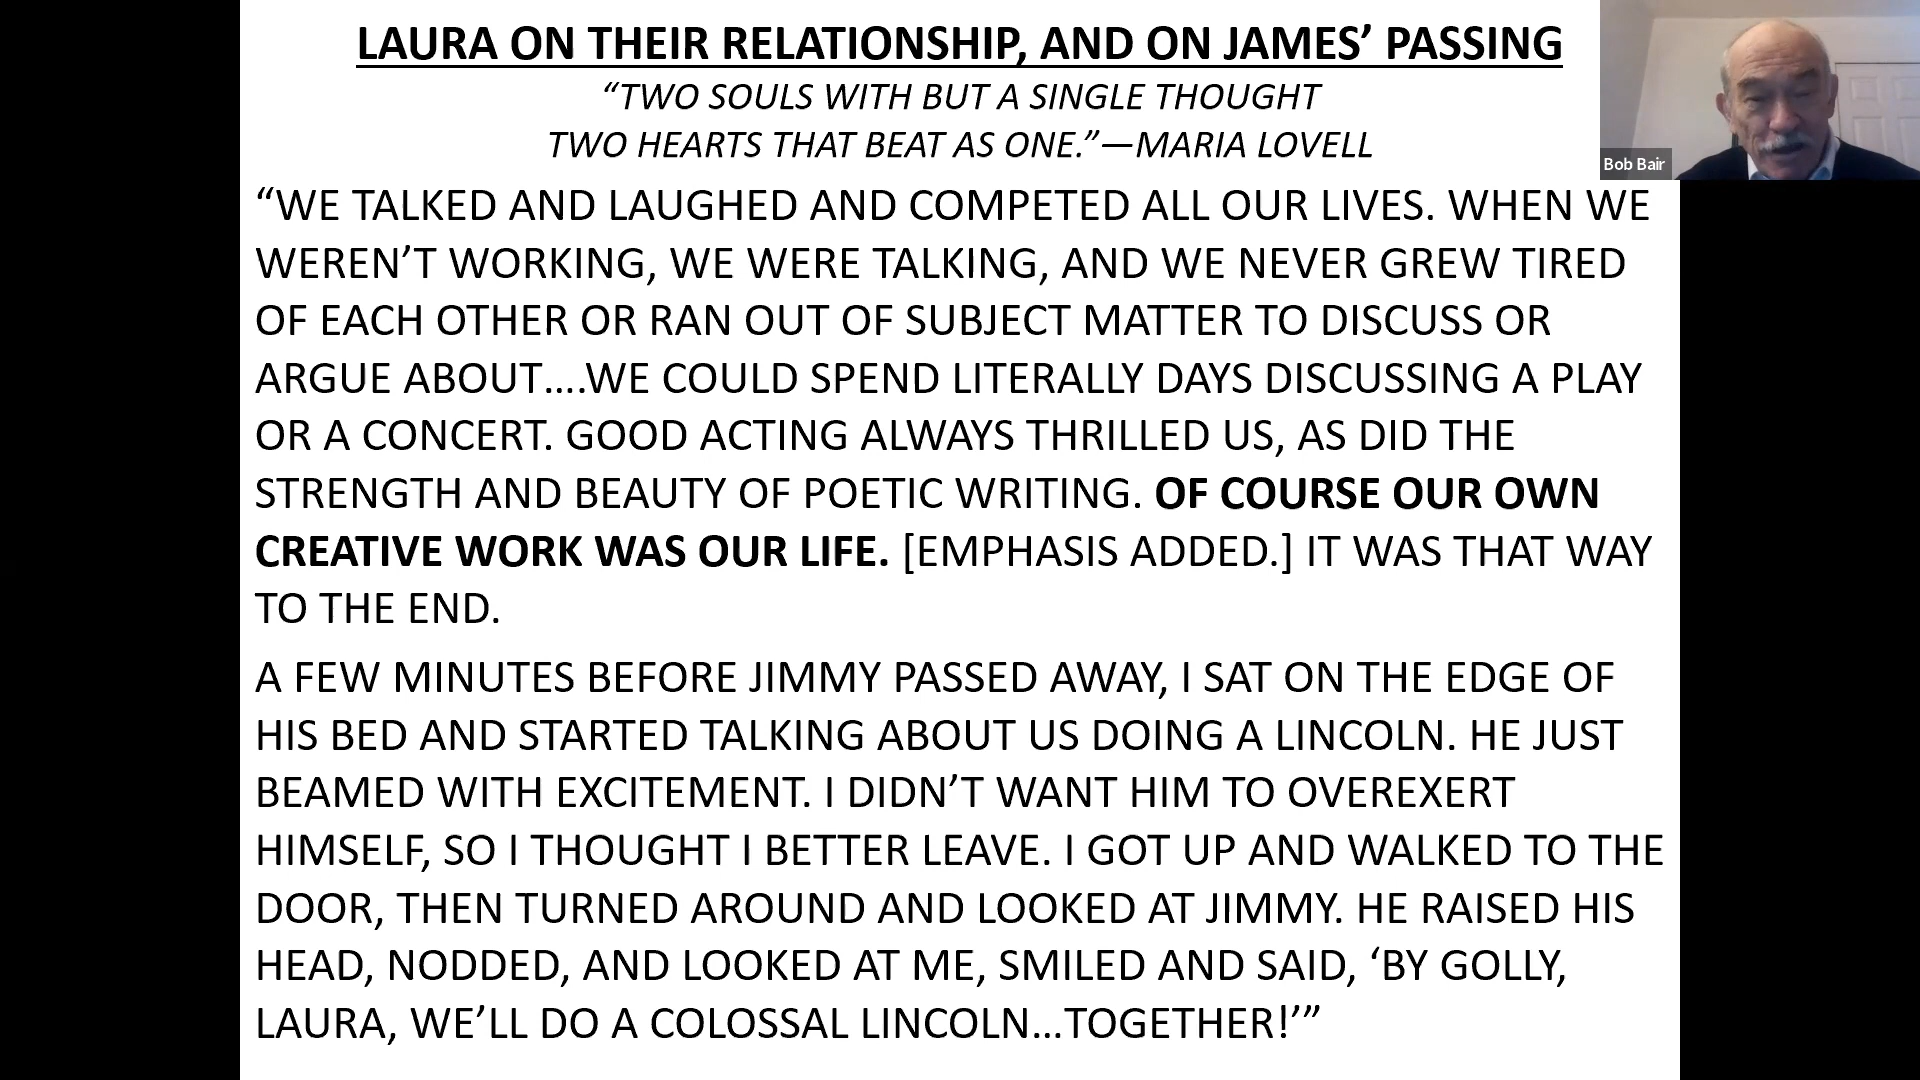 LAURA ON THEIR RELATIONSHIP, AND ON JAMES’ PASSING
“TWO SOULS WITH BUT A SINGLE THOUGHT
TWO HEARTS THAT BEAT AS ONE.”—MARIA LOVELL
Bob Bair
“WE TALKED AND LAUGHED AND COMPETED ALL OUR LIVES. WHEN WE
WEREN’T WORKING, WE WERE TALKING, AND WE NEVER GREW TIRED
OF EACH OTHER OR RAN OUT OF SUBJECT MATTER TO DISCUSS OR
ARGUE ABOUT….WE COULD SPEND LITERALLY DAYS DISCUSSING A PLAY
OR A CONCERT. GOOD ACTING ALWAYS THRILLED US, AS DID THE
STRENGTH AND BEAUTY OF POETIC WRITING. OF COURSE OUR OWN
CREATIVE WORK WAS OUR LIFE. [EMPHASIS ADDED.] IT WAS THAT WAY
TO THE END.
A FEW MINUTES BEFORE JIMMY PASSED AWAY, I SAT ON THE EDGE OF
HIS BED AND STARTED TALKING ABOUT US DOING A LINCOLN. HE JUST
BEAMED WITH EXCITEMENT. I DIDN’T WANT HIM TO OVEREXERT
HIMSELF, SO I THOUGHT I BETTER LEAVE. I GOT UP AND WALKED TO THE
DOOR, THEN TURNED AROUND AND LOOKED AT JIMMY. HE RAISED HIS
HEAD, NODDED, AND LOOKED AT ME, SMILED AND SAID, ‘BY GOLLY,
LAURA, WE’LL DO A COLOSSAL LINCOLN…TOGETHER!’”